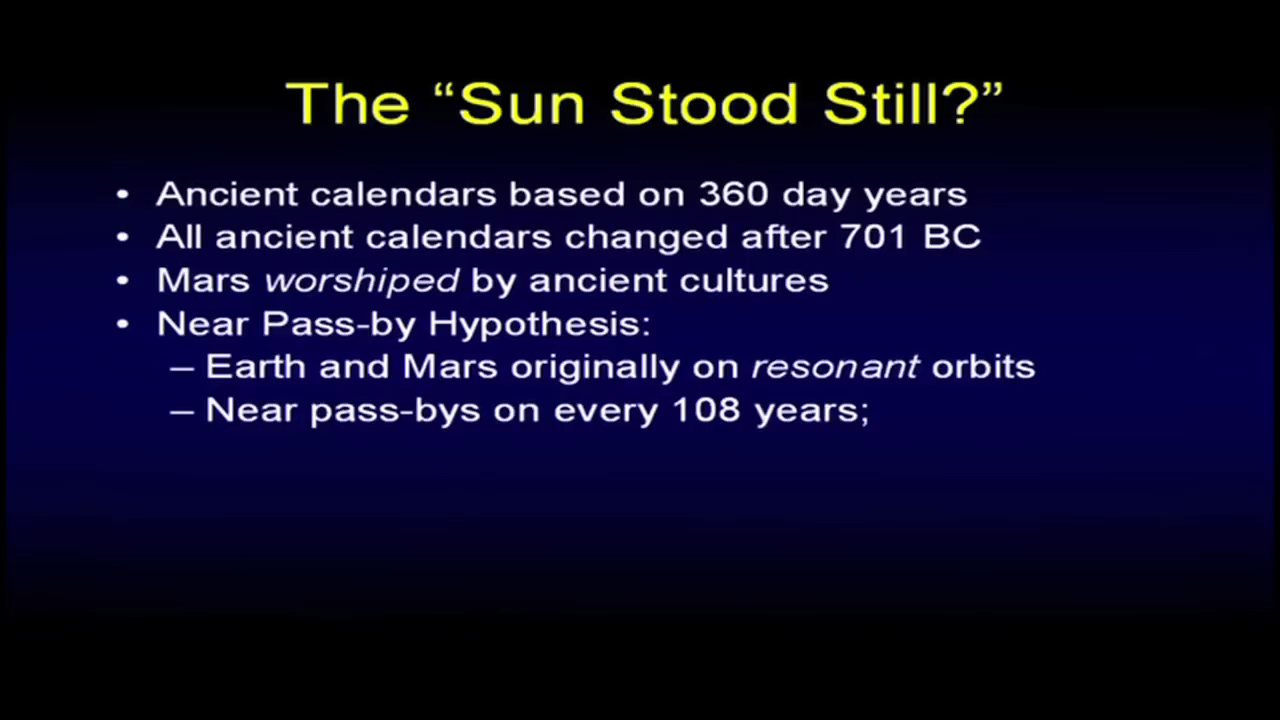 The “Sun Stood Still?”
• Ancient calendars based on 360 day years
• All ancient calendars changed after 701 BC
• Mars worshiped by ancient cultures
• Near Pass-by Hypothesis:
– Earth and Mars originally on resonant orbits
– Near pass-bys on every 108 years;